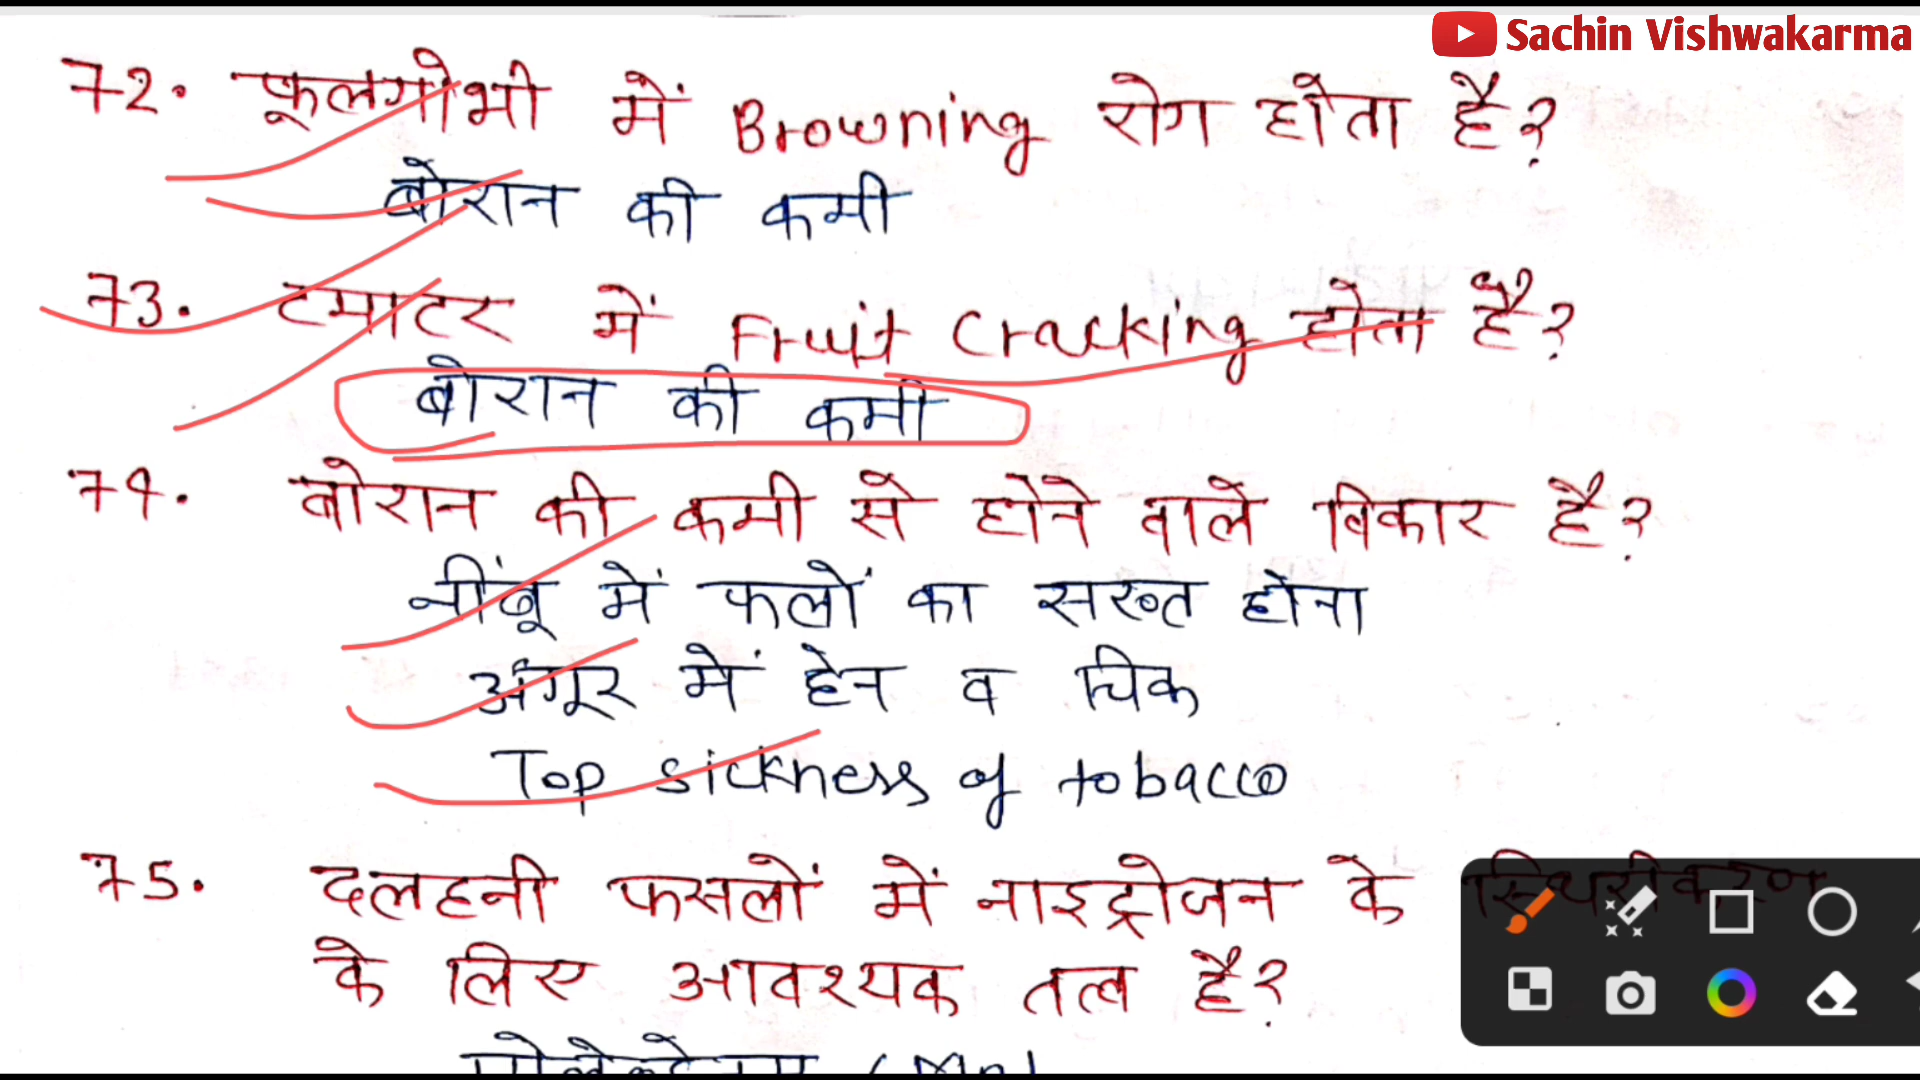 Sachin Vishwakarma
72. फूलगोभी में Browning रोग होता है?
बोरान की कमी
73. टमाटर में Fruit Cracking होता है?
बोरान की कमी
74. बोरान की कमी से होने वाले विकार है?
नींबू में फलों का सख्त होना
अंगूर में हेन व चिक
Top sickness of tobacco
75. दलहनी फसलों में नाइट्रोजन के स्थिरीकरण
के लिए आवश्यक तत्व है?